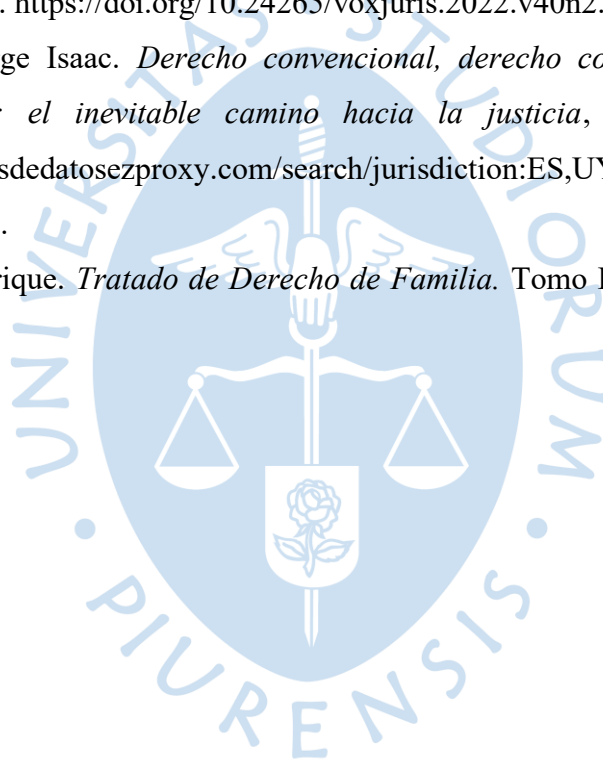 . https://doi.org/10.24265/voxjuris.2022.v40n2.
ge Isaac. Derecho convencional, derecho co
r el inevitable camino hacia la justicia,
sdedatosezproxy.com/search/jurisdiction:ES,UY
.
rique. Tratado de Derecho de Familia. Tomo I
UNIVERSITAS STUDIORUM
• PIURENSIS •